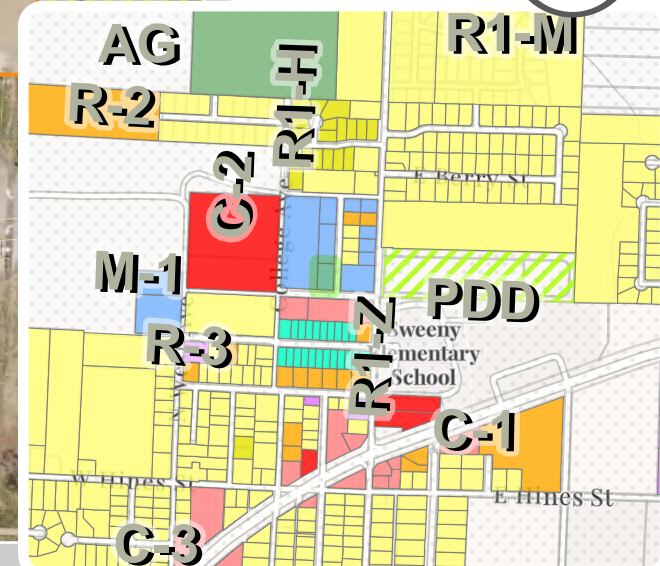 AG
R1-M
R-2
R1-H
E Berry St
C-2
M-1
PDD
R-3
R1-Z
Sweeny
Elementary
School
C-1
W Hines St
E Hines St
C-3